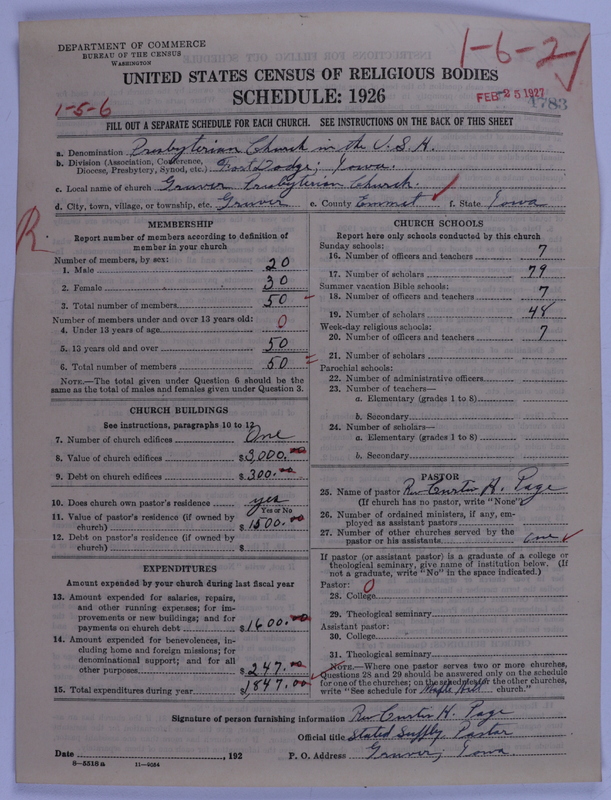 DEPARTMENT OF COMMERCE
BUREAU OF THE CENSUS
WASHINGTON
1-6-2
UNITED STATES CENSUS OF RELIGIOUS BODIES
SCHEDULE: 1926
FEB 25 1927
4783
1-5-6
FILL OUT A SEPARATE SCHEDULE FOR EACH CHURCH. SEE INSTRUCTIONS ON THE BACK OF THIS SHEET
a. Denomination Presbyterian Church in the U.S.A.
b. Division (Association, Conference, Diocese, Presbytery, Synod, etc.) Fort Dodge; Iowa.
c. Local name of church Gruver Presbyterian Church.
d. City, town, village, or township, etc. Gruver e. County Emmet f. State Iowa
R
MEMBERSHIP
Report number of members according to definition of
member in your church
Number of members, by sex:
1. Male 20
2. Female 30
3. Total number of members 50
Number of members under and over 13 years old:
4. Under 13 years of age 0
5. 13 years old and over 50
6. Total number of members 50
NOTE.—The total given under Question 6 should be the
same as the total of males and females given under Question 3.
CHURCH BUILDINGS
See instructions, paragraphs 10 to 12
7. Number of church edifices One
8. Value of church edifices $3,000.00
9. Debt on church edifices $300.00
10. Does church own pastor's residence yes
Yes or No
11. Value of pastor's residence (if owned by
church) $1500.00
12. Debt on pastor's residence (if owned by
church) $
EXPENDITURES
Amount expended by your church during last fiscal year
13. Amount expended for salaries, repairs,
and other running expenses; for im-
provements or new buildings; and for
payments on church debt $1600.00
14. Amount expended for benevolences, in-
cluding home and foreign missions; for
denominational support; and for all
other purposes $247.00
15. Total expenditures during year $1847.00
CHURCH SCHOOLS
Report here only schools conducted by this church
Sunday schools:
16. Number of officers and teachers 7
17. Number of scholars 79
Summer vacation Bible schools:
18. Number of officers and teachers 7
19. Number of scholars 48
Week-day religious schools:
20. Number of officers and teachers 7
21. Number of scholars
Parochial schools:
22. Number of administrative officers
23. Number of teachers—
a. Elementary (grades 1 to 8)
b. Secondary
24. Number of scholars—
a. Elementary (grades 1 to 8)
b. Secondary
PASTOR
25. Name of pastor Rev Curtis H. Page
(If church has no pastor, write "None")
26. Number of ordained ministers, if any, em-
ployed as assistant pastors
27. Number of other churches served by the
pastor or his assistants one
If pastor (or assistant pastor) is a graduate of a college or
theological seminary, give name of institution below. (If
not a graduate, write "No" in the space indicated.)
Pastor: 0
28. College
29. Theological seminary
Assistant pastor:
30. College
31. Theological seminary
NOTE.—Where one pastor serves two or more churches,
Questions 28 and 29 should be answered only on the schedule
for one of the churches; on the schedules for the other churches,
write "See schedule for Maple Hill church."
Signature of person furnishing information Rev Curtis H. Page
Official title Stated Supply Pastor
Date , 192 P. O. Address Gruver, Iowa
8—5518a 11—9024